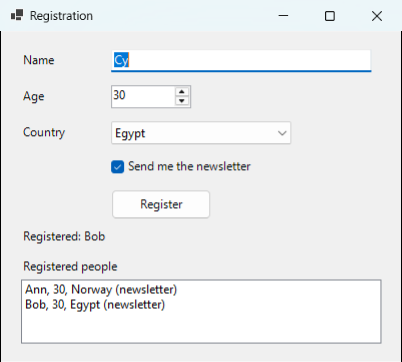 Registration
Name Cy
Age 30
Country Egypt
Send me the newsletter
Register
Registered: Bob
Registered people
Ann, 30, Norway (newsletter)
Bob, 30, Egypt (newsletter)